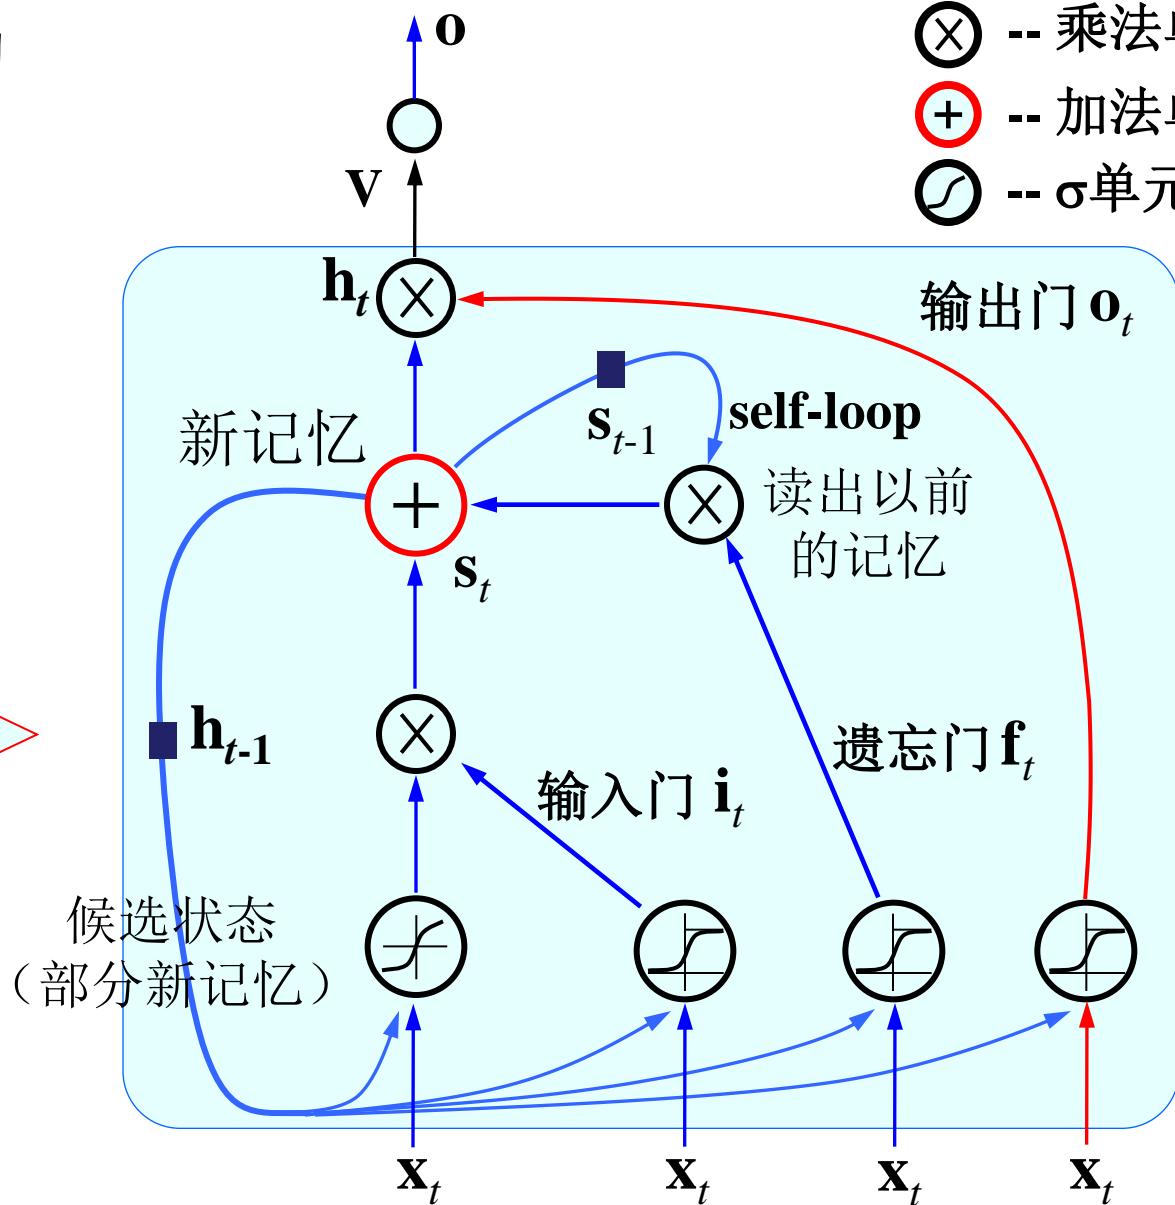 o
-- 乘法
-- 加法
-- σ单元
v
h_t
输出门 o_t
s_{t-1}
self-loop
新记忆
读出以前
的记忆
s_t
h_{t-1}
遗忘门 f_t
输入门 i_t
候选状态
（部分新记忆）
x_t
x_t
x_t
x_t